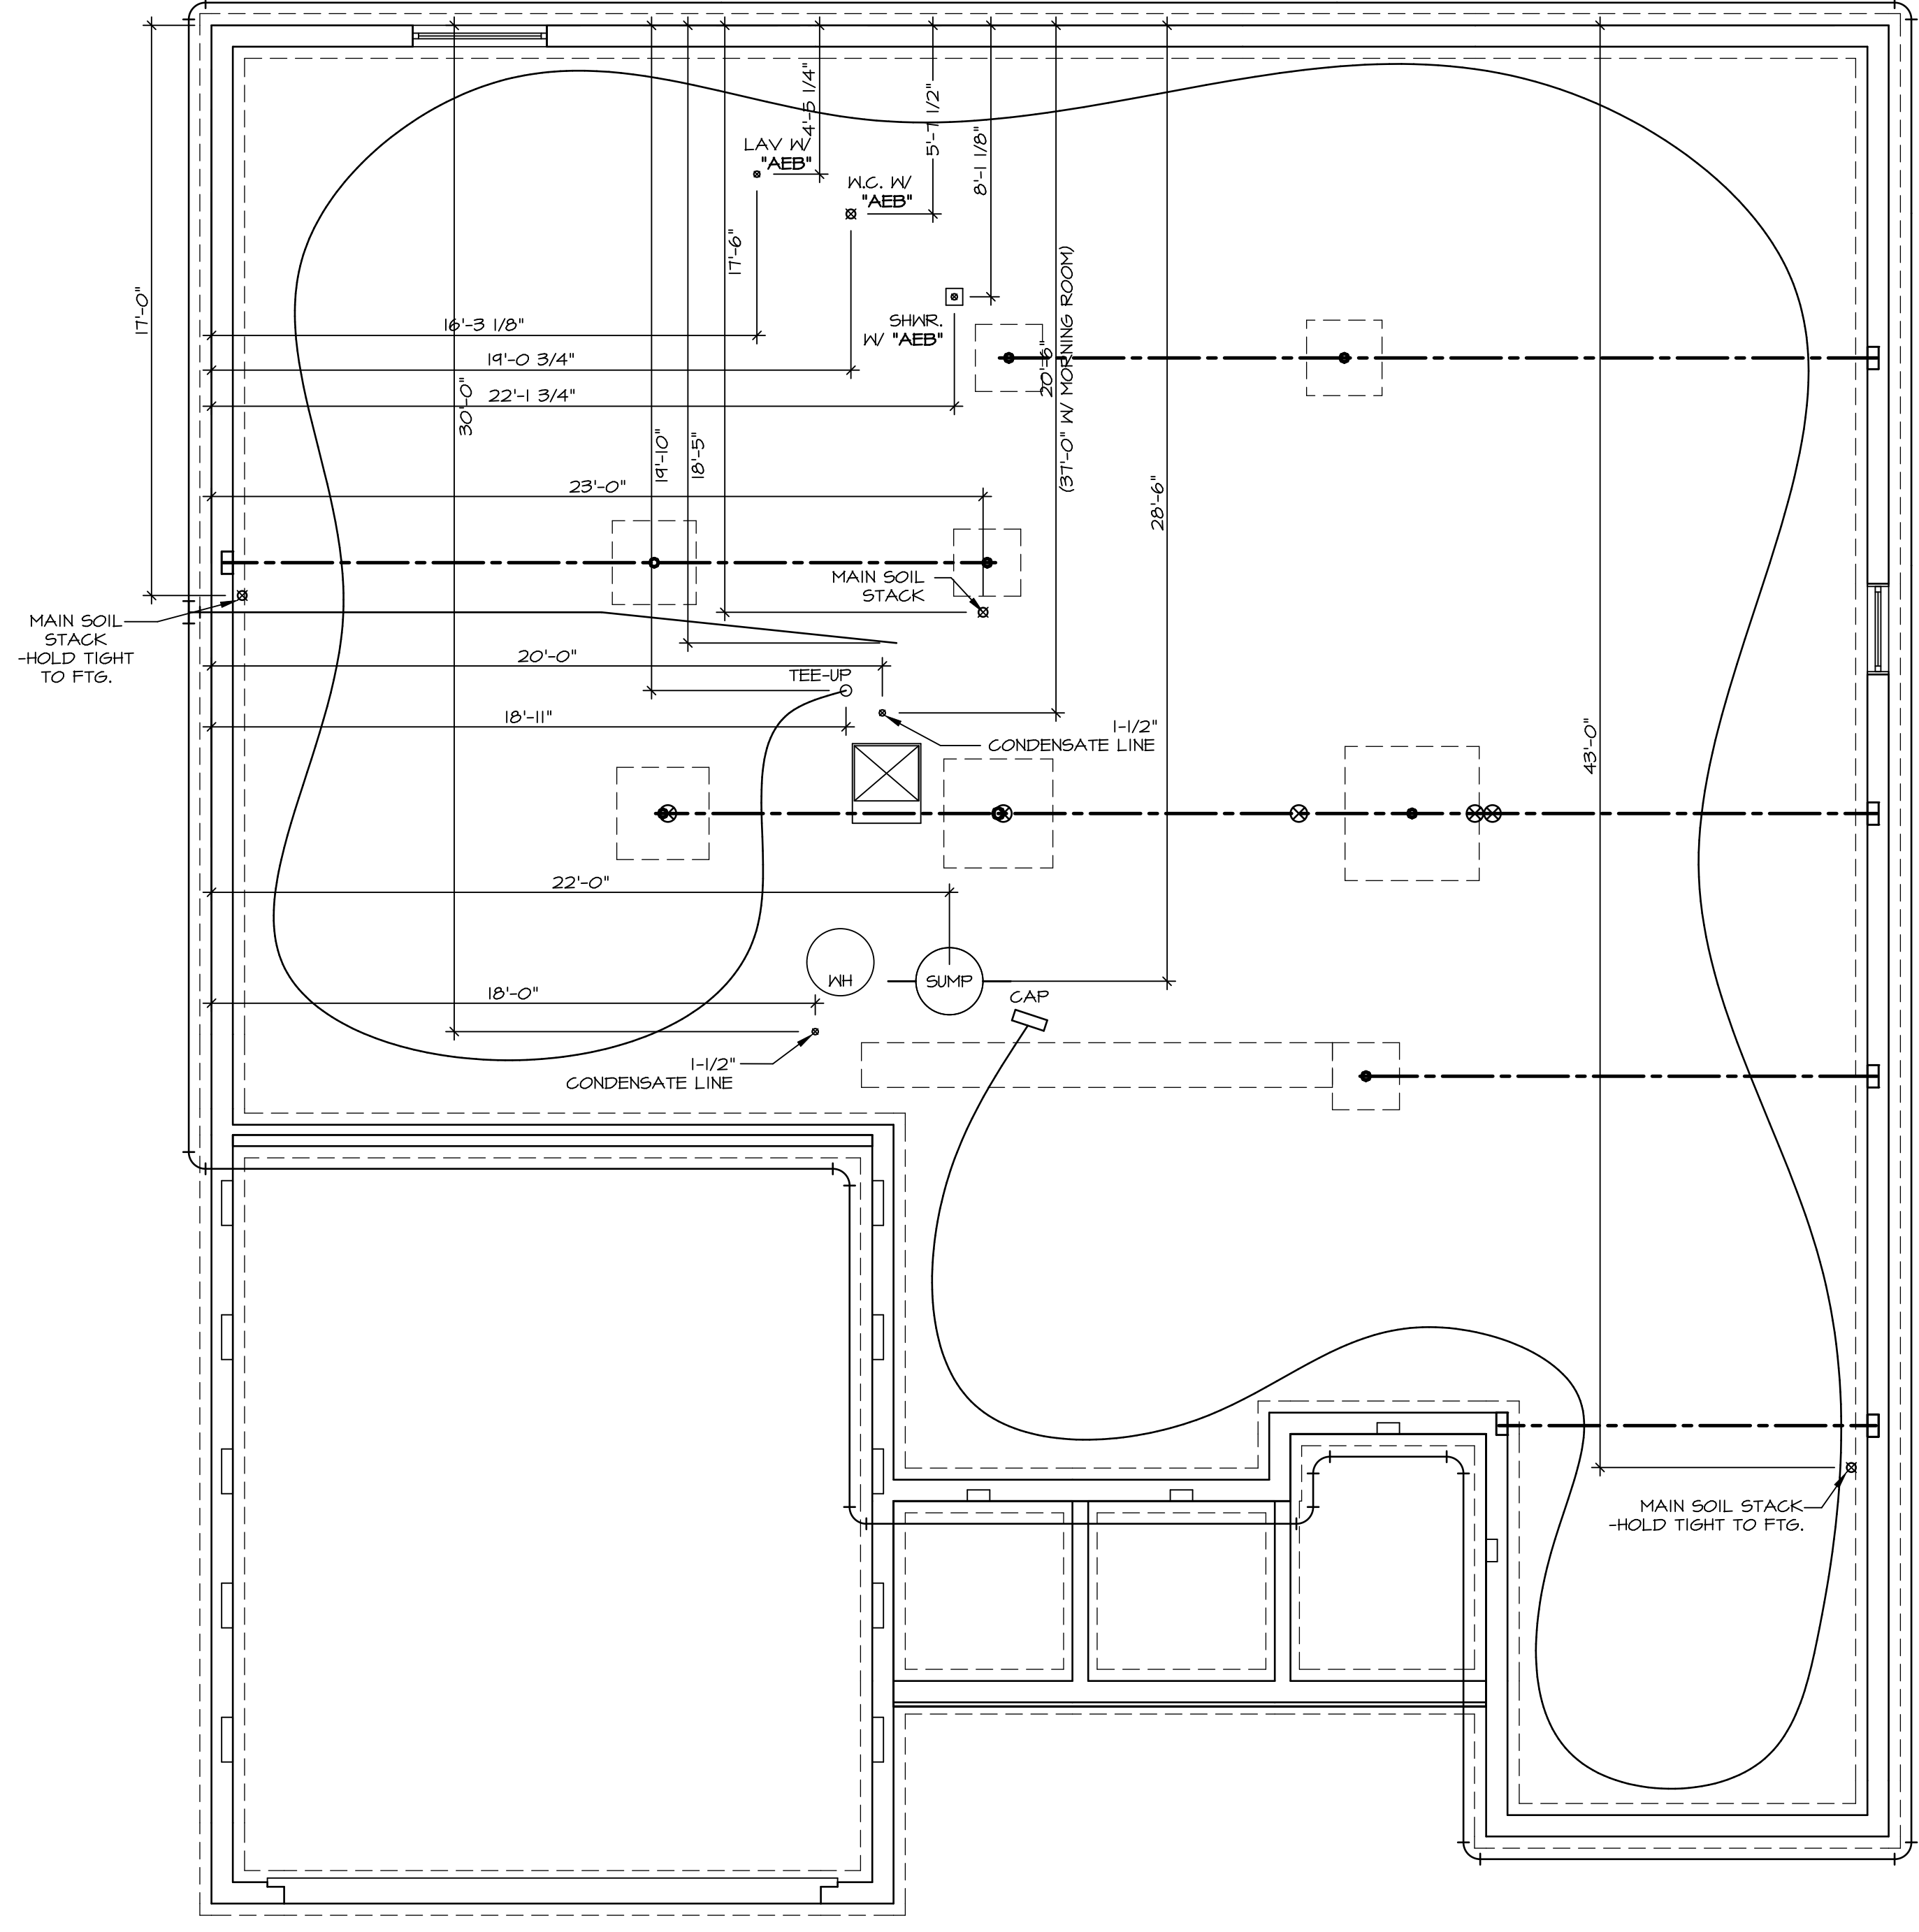 4'-5 1/4"
5'-7 1/2"
8'-1 1/8"
LAV W/
"AEB"
W.C. W/
"AEB"
17'-6"
17'-0"
SHWR.
W/ "AEB"
16'-3 1/8"
19'-0 3/4"
22'-1 3/4"
30'-0"
19'-10"
18'-5"
20'-5"
(37'-0" W/ MORNING ROOM)
28'-6"
23'-0"
MAIN SOIL
STACK
MAIN SOIL
STACK
-HOLD TIGHT
TO FTG.
20'-0"
TEE-UP
18'-11"
1-1/2"
CONDENSATE LINE
43'-0"
22'-0"
WH
SUMP
18'-0"
CAP
1-1/2"
CONDENSATE LINE
MAIN SOIL STACK
-HOLD TIGHT TO FTG.